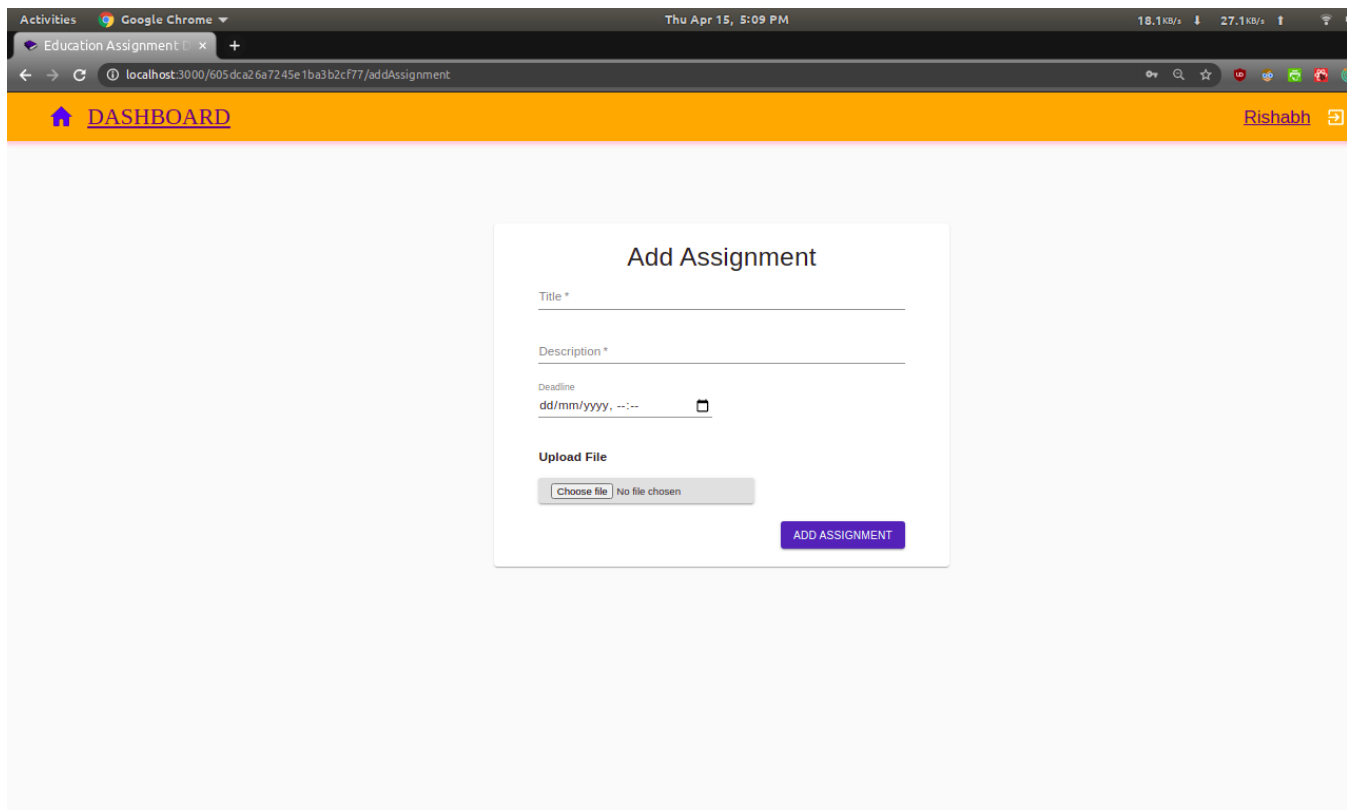 Activities Google Chrome Thu Apr 15, 5:09 PM 18.1KB/s 27.1KB/s
Education Assignment
localhost:3000/605dca26a7245e1ba3b2cf77/addAssignment
DASHBOARD Rishabh
Add Assignment
Title *
Description *
Deadline
dd/mm/yyyy, --:--
Upload File
Choose file No file chosen
ADD ASSIGNMENT